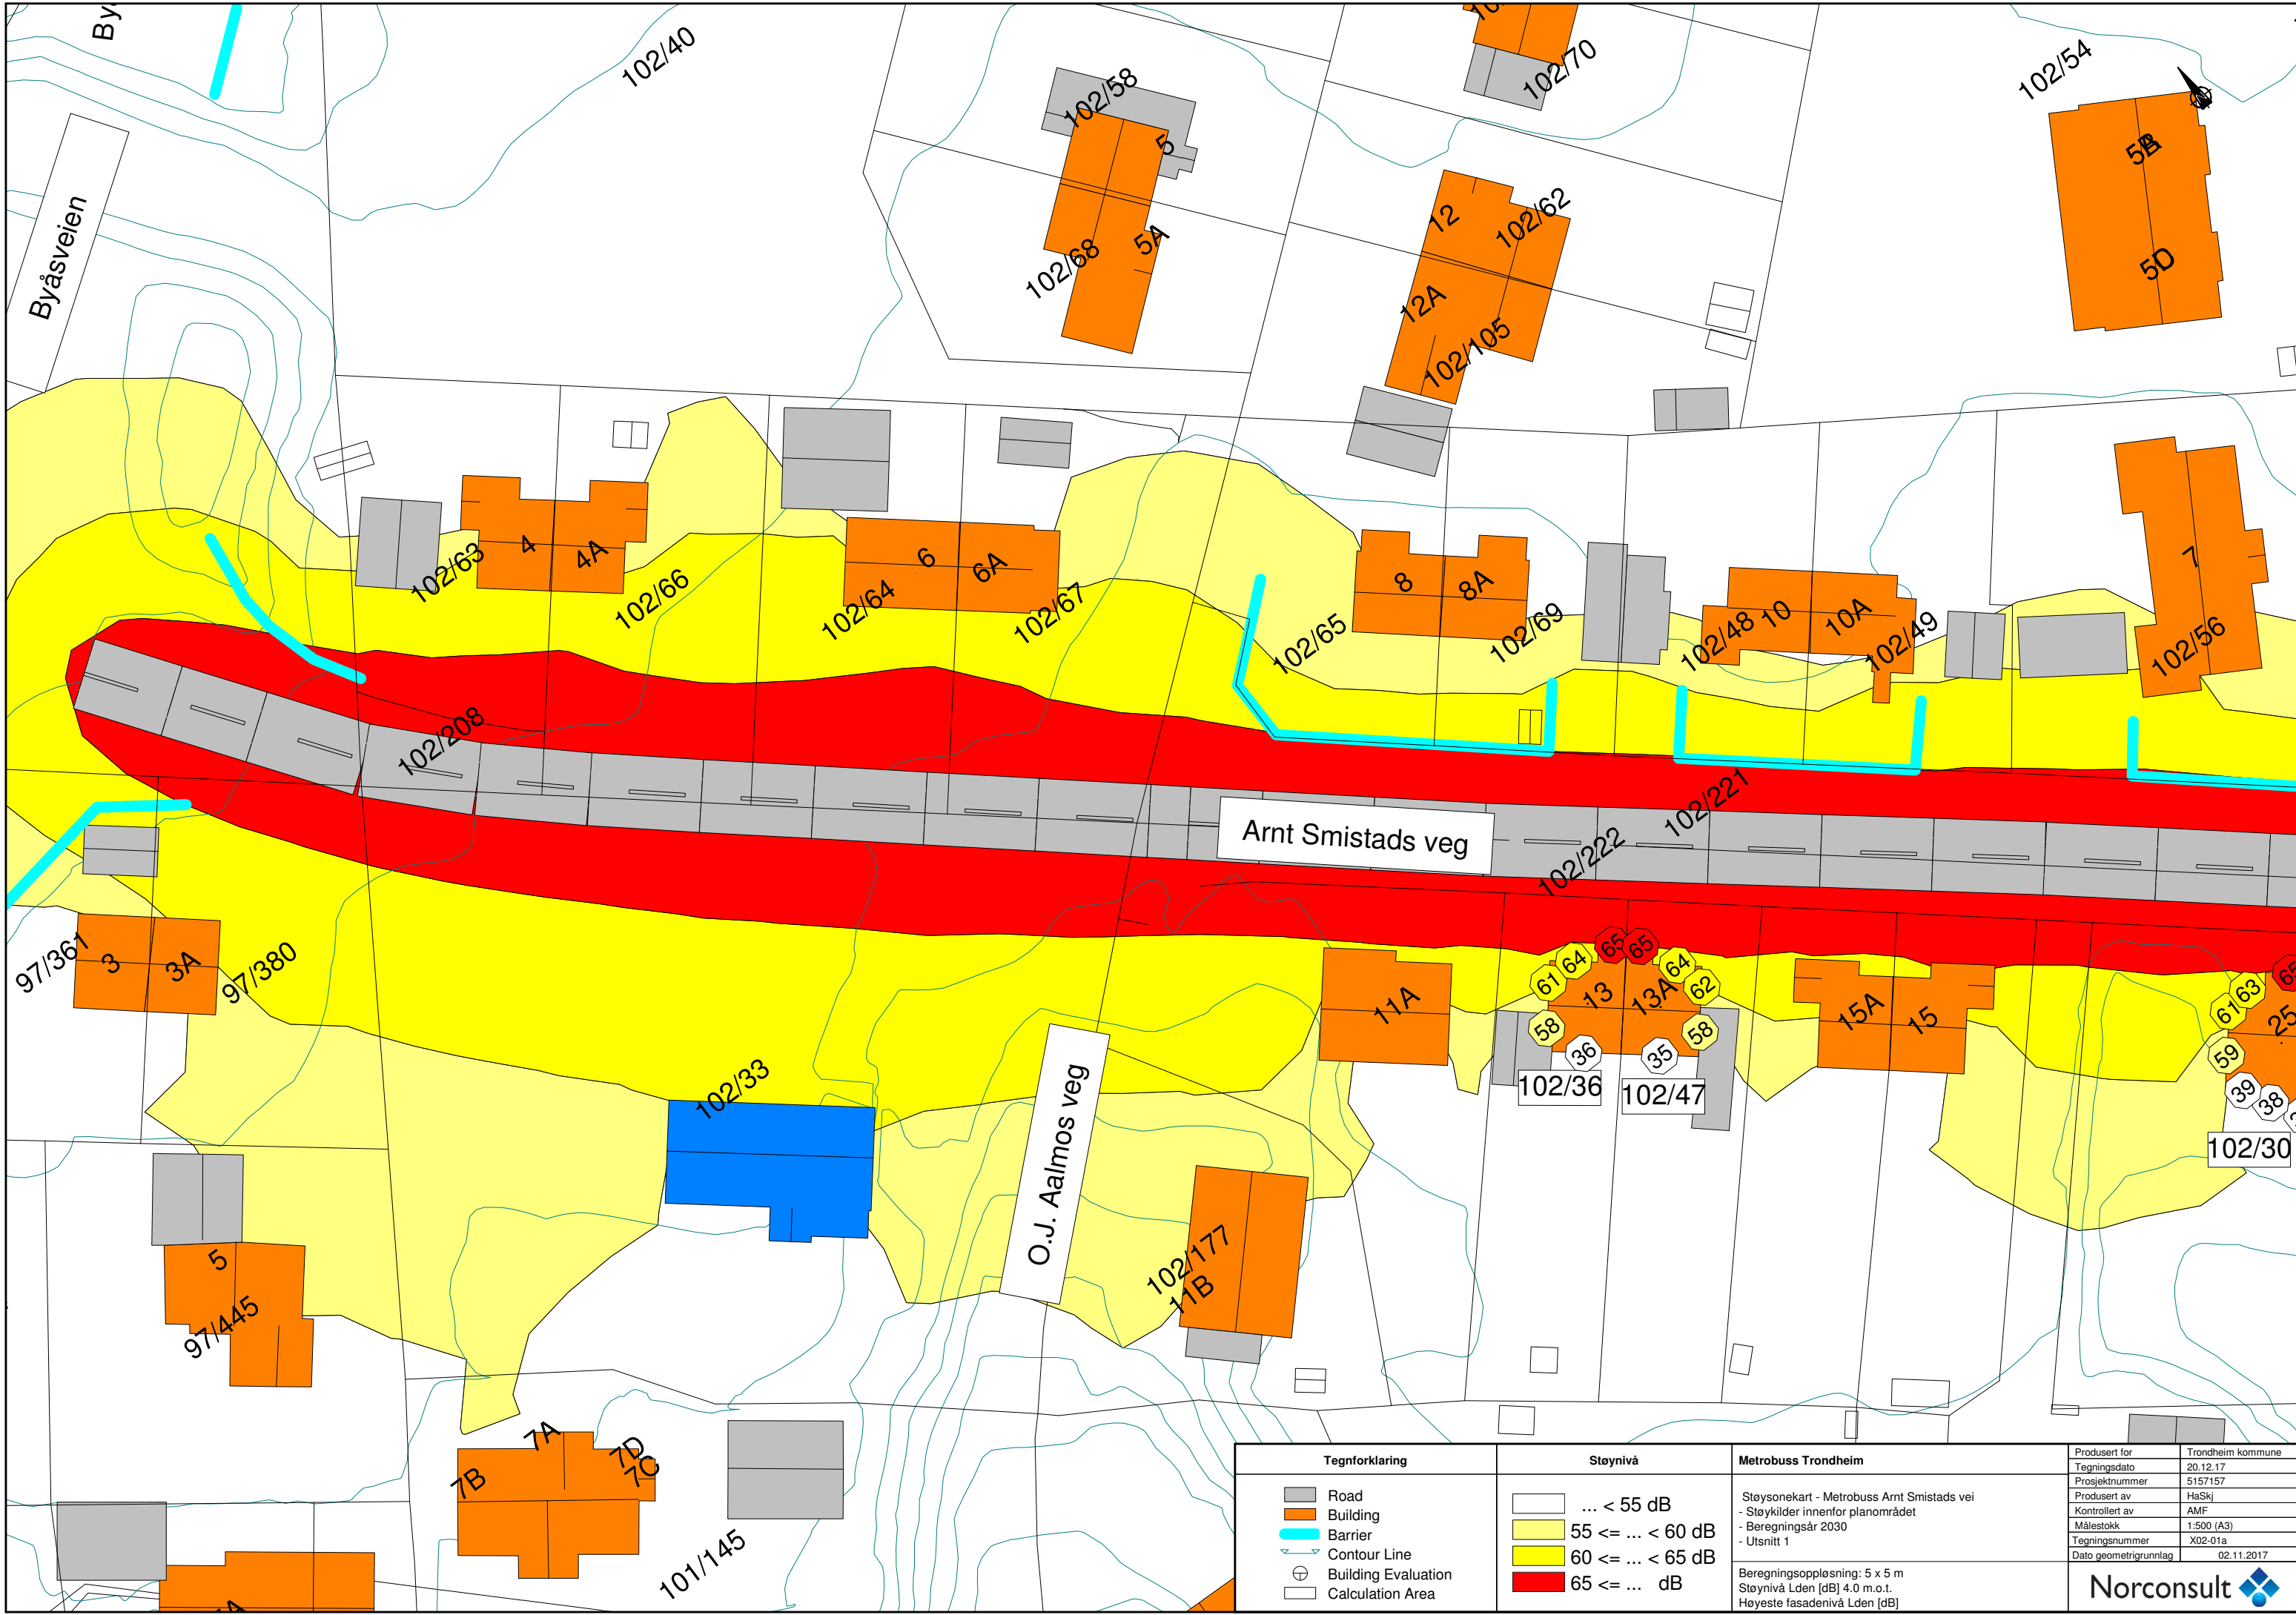 Byåsveien
102/40
102/58
5
102/68
5A
10
102/70
12
102/62
12A
102/105
102/54
5B
5D
102/63
4
4A
102/66
102/64
6
6A
102/67
102/65
8
8A
102/69
102/48
10
10A
102/49
7
102/56
102/208
Arnt Smistads veg
102/221
102/222
97/361
3
3A
97/380
102/33
O.J. Aalmos veg
11A
61
64
65
65
64
62
13
13A
58
58
36
35
102/36
102/47
15A
15
65
63
61
25
59
39
38
102/30
5
97/445
102/177
11B
7A
7D
7C
7B
101/145
Tegnforklaring
Road
Building
Barrier
Contour Line
Building Evaluation
Calculation Area
Støynivå
... < 55 dB
55 <= ... < 60 dB
60 <= ... < 65 dB
65 <= ... dB
Metrobuss Trondheim
Støysonekart - Metrobuss Arnt Smistads vei
- Støykilder innenfor planområdet
- Beregningsår 2030
- Utsnitt 1
Beregningsoppløsning: 5 x 5 m
Støynivå Lden [dB] 4.0 m.o.t.
Høyeste fasadenivå Lden [dB]
Produsert for Trondheim kommune
Tegningsdato 20.12.17
Prosjektnummer 5157157
Produsert av HaSkj
Kontrollert av AMF
Målestokk 1:500 (A3)
Tegningsnummer X02-01a
Dato geometrigrunnlag 02.11.2017
Norconsult